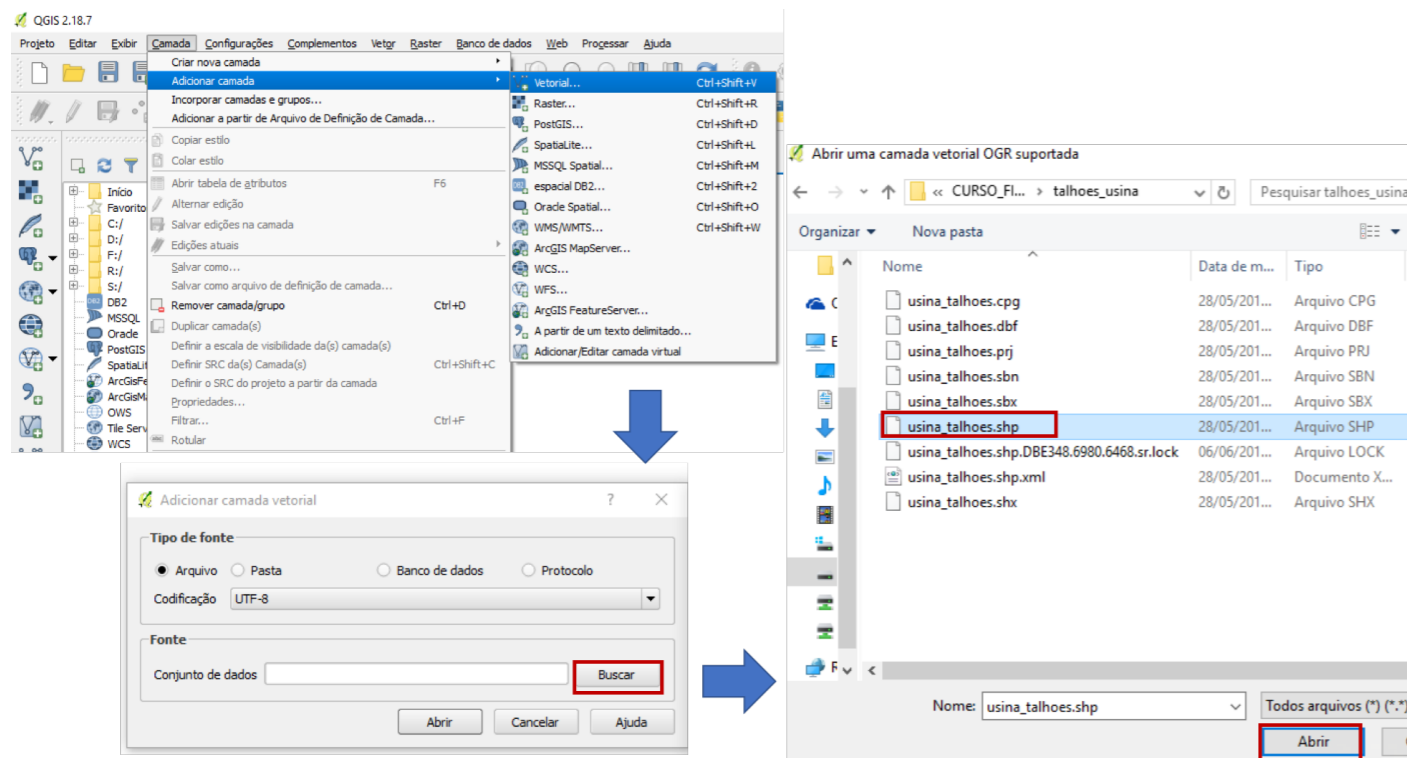 QGIS 2.18.7
Projeto Editar Exibir Camada Configurações Complementos Vetor Raster Banco de dados Web Processar Ajuda
Criar nova camada
Adicionar camada
Incorporar camadas e grupos...
Adicionar a partir de Arquivo de Definição de Camada...
Copiar estilo
Colar estilo
Abrir tabela de atributos F6
Alternar edição
Salvar edições na camada
Edições atuais
Salvar como...
Salvar como arquivo de definição de camada...
Remover camada/grupo Ctrl+D
Duplicar camada(s)
Definir a escala de visibilidade da(s) camada(s)
Definir SRC da(s) Camada(s) Ctrl+Shift+C
Definir o SRC do projeto a partir da camada
Propriedades...
Filtrar... Ctrl+F
Rotular
Vetorial... Ctrl+Shift+V
Raster... Ctrl+Shift+R
PostGIS... Ctrl+Shift+D
SpatiaLite... Ctrl+Shift+L
MSSQL Spatial... Ctrl+Shift+M
espacial DB2... Ctrl+Shift+2
Oracle Spatial... Ctrl+Shift+O
WMS/WMTS... Ctrl+Shift+W
ArcGIS MapServer...
WCS...
WFS...
ArcGIS FeatureServer...
A partir de um texto delimitado...
Adicionar/Editar camada virtual
Início
Favorito
C:/
D:/
F:/
R:/
S:/
DB2
MSSQL
Oracle
PostGIS
SpatiaLit
ArcGisFe
ArcGisM
OWS
Tile Serv
WCS
Adicionar camada vetorial ?
Tipo de fonte
Arquivo Pasta Banco de dados Protocolo
Codificação UTF-8
Fonte
Conjunto de dados Buscar
Abrir Cancelar Ajuda
Abrir uma camada vetorial OGR suportada
« CURSO_FI... › talhoes_usina Pesquisar talhoes_usina
Organizar Nova pasta
Nome Data de m... Tipo
usina_talhoes.cpg 28/05/201... Arquivo CPG
usina_talhoes.dbf 28/05/201... Arquivo DBF
usina_talhoes.prj 28/05/201... Arquivo PRJ
usina_talhoes.sbn 28/05/201... Arquivo SBN
usina_talhoes.sbx 28/05/201... Arquivo SBX
usina_talhoes.shp 28/05/201... Arquivo SHP
usina_talhoes.shp.DBE348.6980.6468.sr.lock 06/06/201... Arquivo LOCK
usina_talhoes.shp.xml 28/05/201... Documento X...
usina_talhoes.shx 28/05/201... Arquivo SHX
Nome: usina_talhoes.shp Todos arquivos (*) (*.*)
Abrir